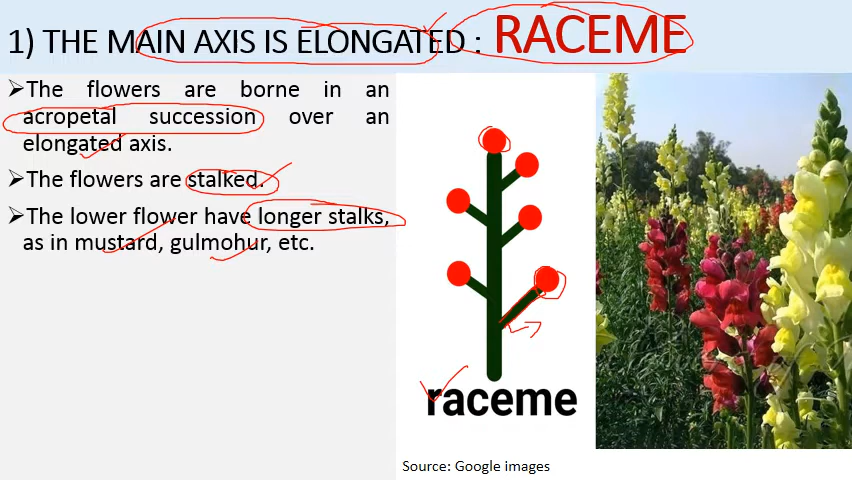 1) THE MAIN AXIS IS ELONGATED : RACEME
➢The flowers are borne in an
acropetal succession over an
elongated axis.
➢The flowers are stalked.
➢The lower flower have longer stalks,
as in mustard, gulmohur, etc.
raceme
Source: Google images